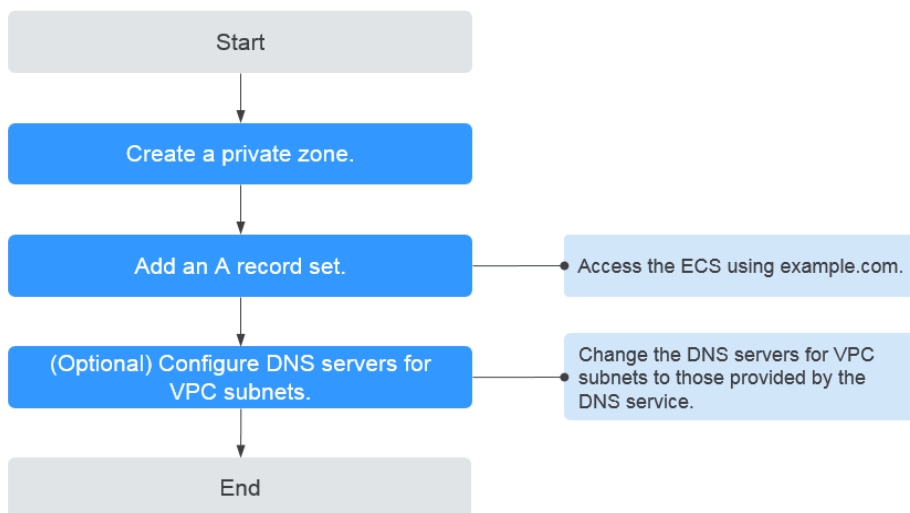 Start
Create a private zone.
Add an A record set.
Access the ECS using example.com.
(Optional) Configure DNS servers for
VPC subnets.
Change the DNS servers for VPC
subnets to those provided by the
DNS service.
End